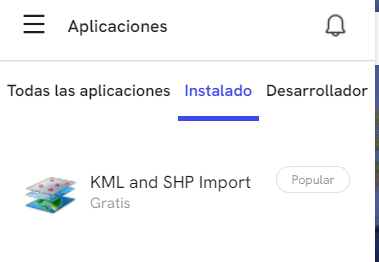 Aplicaciones
Todas las aplicaciones Instalado Desarrollador
KML and SHP Import Popular
Gratis